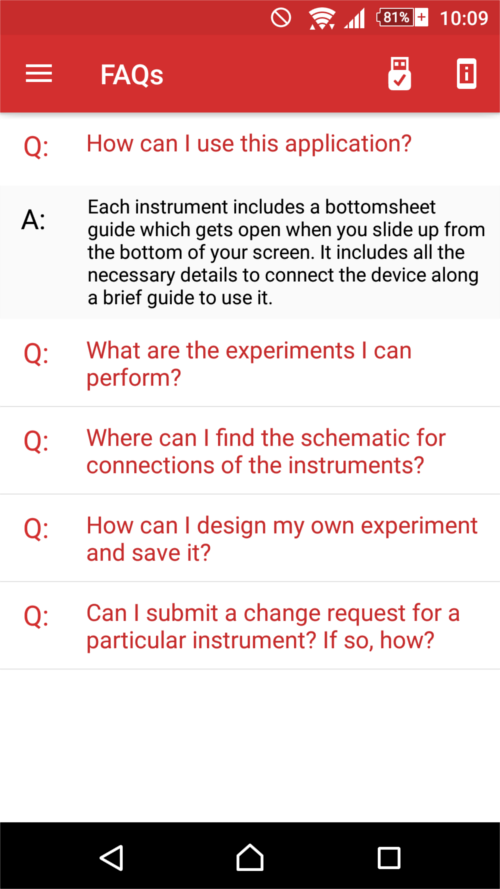 81% 10:09
FAQs
Q: How can I use this application?
A: Each instrument includes a bottomsheet
guide which gets open when you slide up from
the bottom of your screen. It includes all the
necessary details to connect the device along
a brief guide to use it.
Q: What are the experiments I can
perform?
Q: Where can I find the schematic for
connections of the instruments?
Q: How can I design my own experiment
and save it?
Q: Can I submit a change request for a
particular instrument? If so, how?